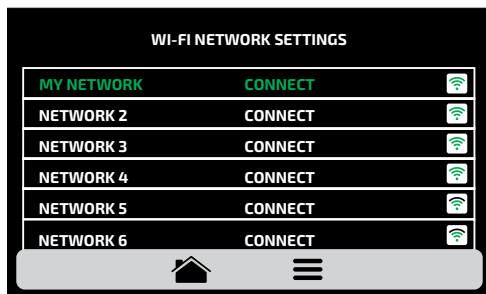 WI-FI NETWORK SETTINGS
MY NETWORK CONNECT
NETWORK 2 CONNECT
NETWORK 3 CONNECT
NETWORK 4 CONNECT
NETWORK 5 CONNECT
NETWORK 6 CONNECT